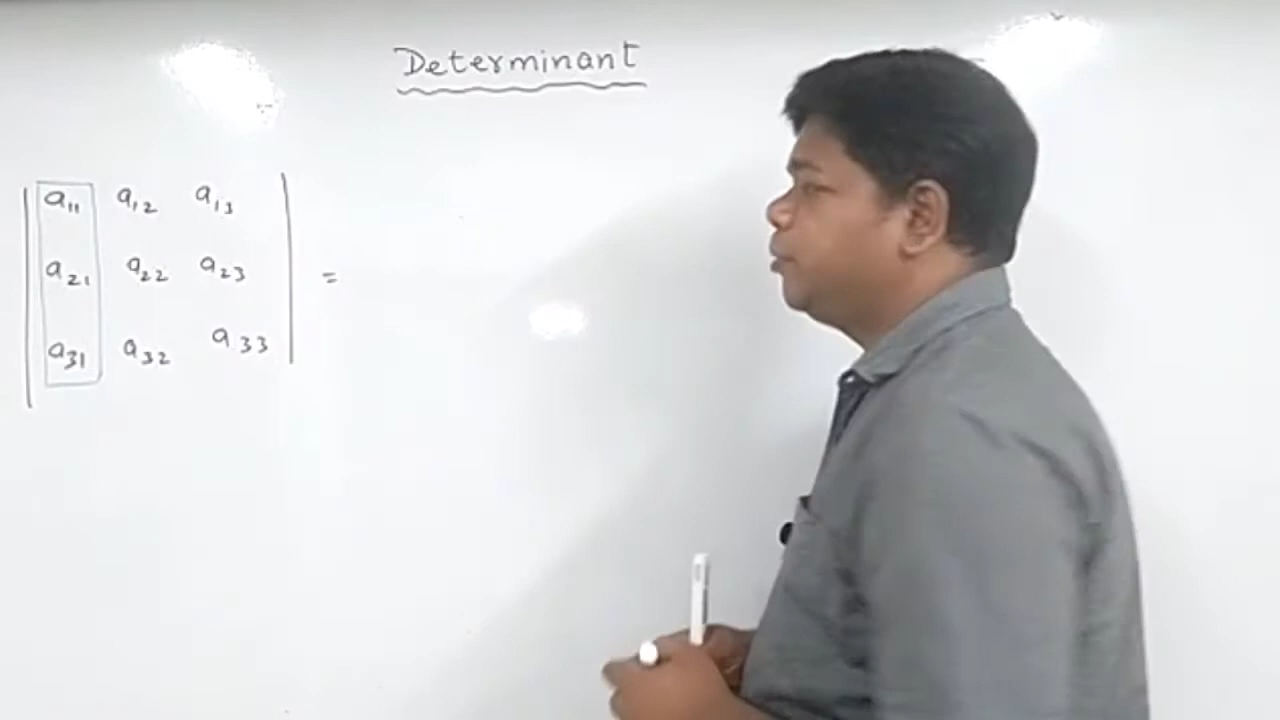 Determinant
| a₁₁ a₁₂ a₁₃ |
| a₂₁ a₂₂ a₂₃ | =
| a₃₁ a₃₂ a₃₃ |